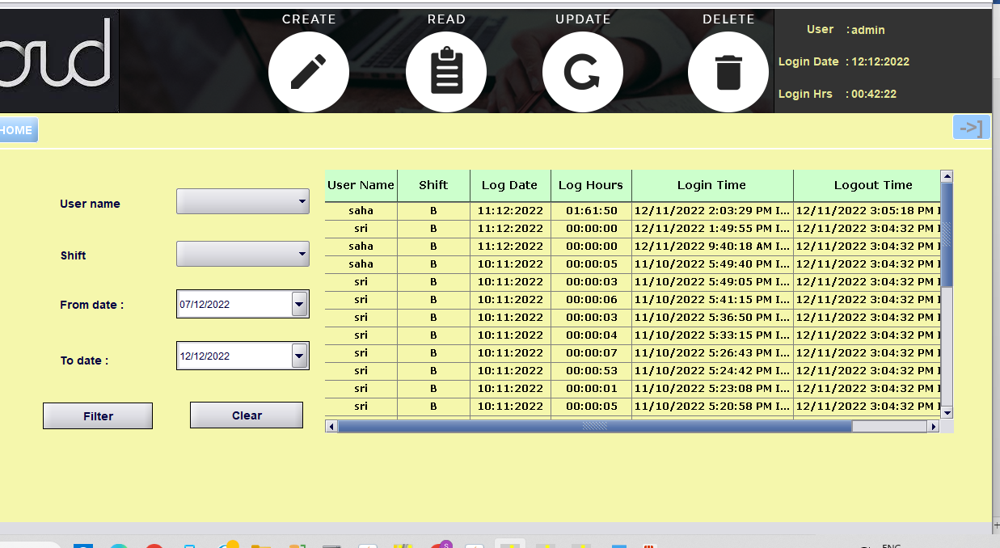 CREATE READ UPDATE DELETE
User : admin
Login Date : 12:12:2022
Login Hrs : 00:42:22
HOME
->]
User name
Shift
From date : 07/12/2022
To date : 12/12/2022
Filter Clear
User Name Shift Log Date Log Hours Login Time Logout Time
saha B 11:12:2022 01:61:50 12/11/2022 2:03:29 PM I... 12/11/2022 3:05:18 PM I
sri B 11:12:2022 00:00:00 12/11/2022 1:49:55 PM I... 12/11/2022 3:04:32 PM I
saha B 11:12:2022 00:00:00 12/11/2022 9:40:18 AM I... 12/11/2022 3:04:32 PM I
saha B 10:11:2022 00:00:05 11/10/2022 5:49:40 PM I... 12/11/2022 3:04:32 PM I
sri B 10:11:2022 00:00:03 11/10/2022 5:49:05 PM I... 12/11/2022 3:04:32 PM I
sri B 10:11:2022 00:00:06 11/10/2022 5:41:15 PM I... 12/11/2022 3:04:32 PM I
sri B 10:11:2022 00:00:03 11/10/2022 5:36:50 PM I... 12/11/2022 3:04:32 PM I
sri B 10:11:2022 00:00:04 11/10/2022 5:33:15 PM I... 12/11/2022 3:04:32 PM I
sri B 10:11:2022 00:00:07 11/10/2022 5:26:43 PM I... 12/11/2022 3:04:32 PM I
sri B 10:11:2022 00:00:53 11/10/2022 5:24:42 PM I... 12/11/2022 3:04:32 PM I
sri B 10:11:2022 00:00:01 11/10/2022 5:23:08 PM I... 12/11/2022 3:04:32 PM I
sri B 10:11:2022 00:00:05 11/10/2022 5:20:58 PM I... 12/11/2022 3:04:32 PM I
ENG